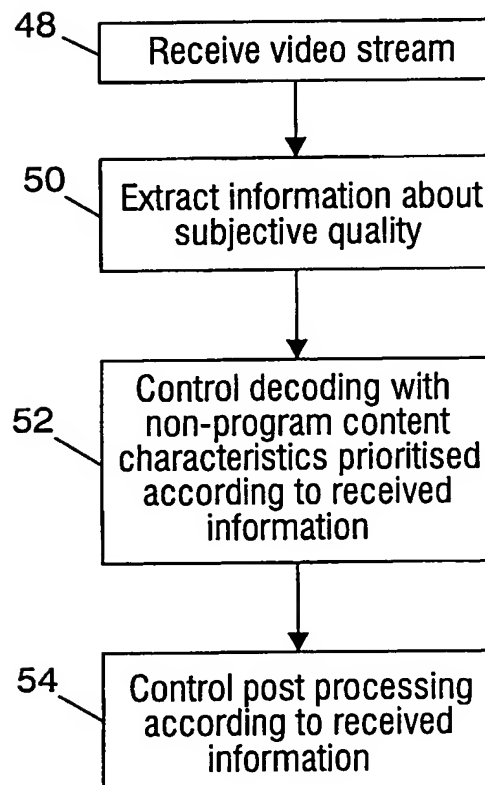 48
Receive video stream
50
Extract information about
subjective quality
52
Control decoding with
non-program content
characteristics prioritised
according to received
information
54
Control post processing
according to received
information